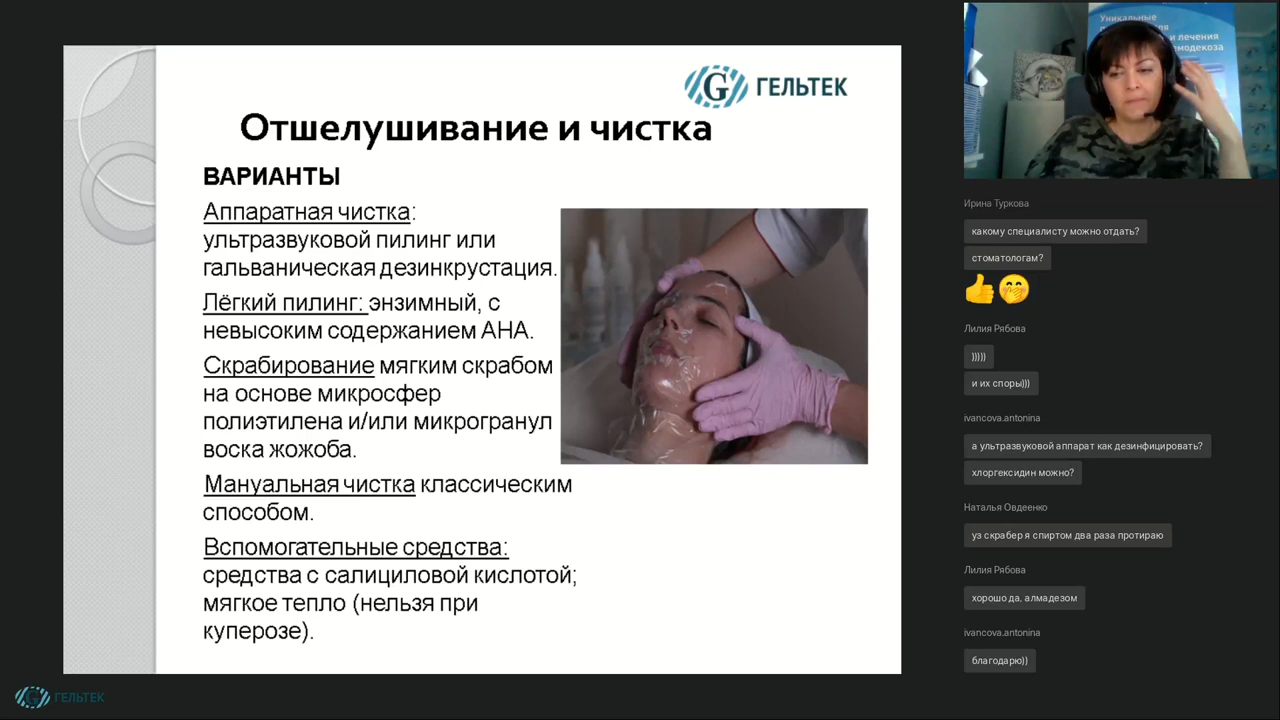 ГЕЛЬТЕК
Отшелушивание и чистка
ВАРИАНТЫ
Аппаратная чистка:
ультразвуковой пилинг или
гальваническая дезинкрустация.
Лёгкий пилинг: энзимный, с
невысоким содержанием АНА.
Скрабирование мягким скрабом
на основе микросфер
полиэтилена и/или микрогранул
воска жожоба.
Мануальная чистка классическим
способом.
Вспомогательные средства:
средства с салициловой кислотой;
мягкое тепло (нельзя при
куперозе).
ГЕЛЬТЕК
Уникальные
и лечения
Ирина Туркова
какому специалисту можно отдать?
стоматологам?
Лилия Рябова
)))))
и их споры)))
ivancova.antonina
а ультразвуковой аппарат как дезинфицировать?
хлоргексидин можно?
Наталья Овдеенко
уз скрабер я спиртом два раза протираю
Лилия Рябова
хорошо да, алмадезом
ivancova.antonina
благодарю))